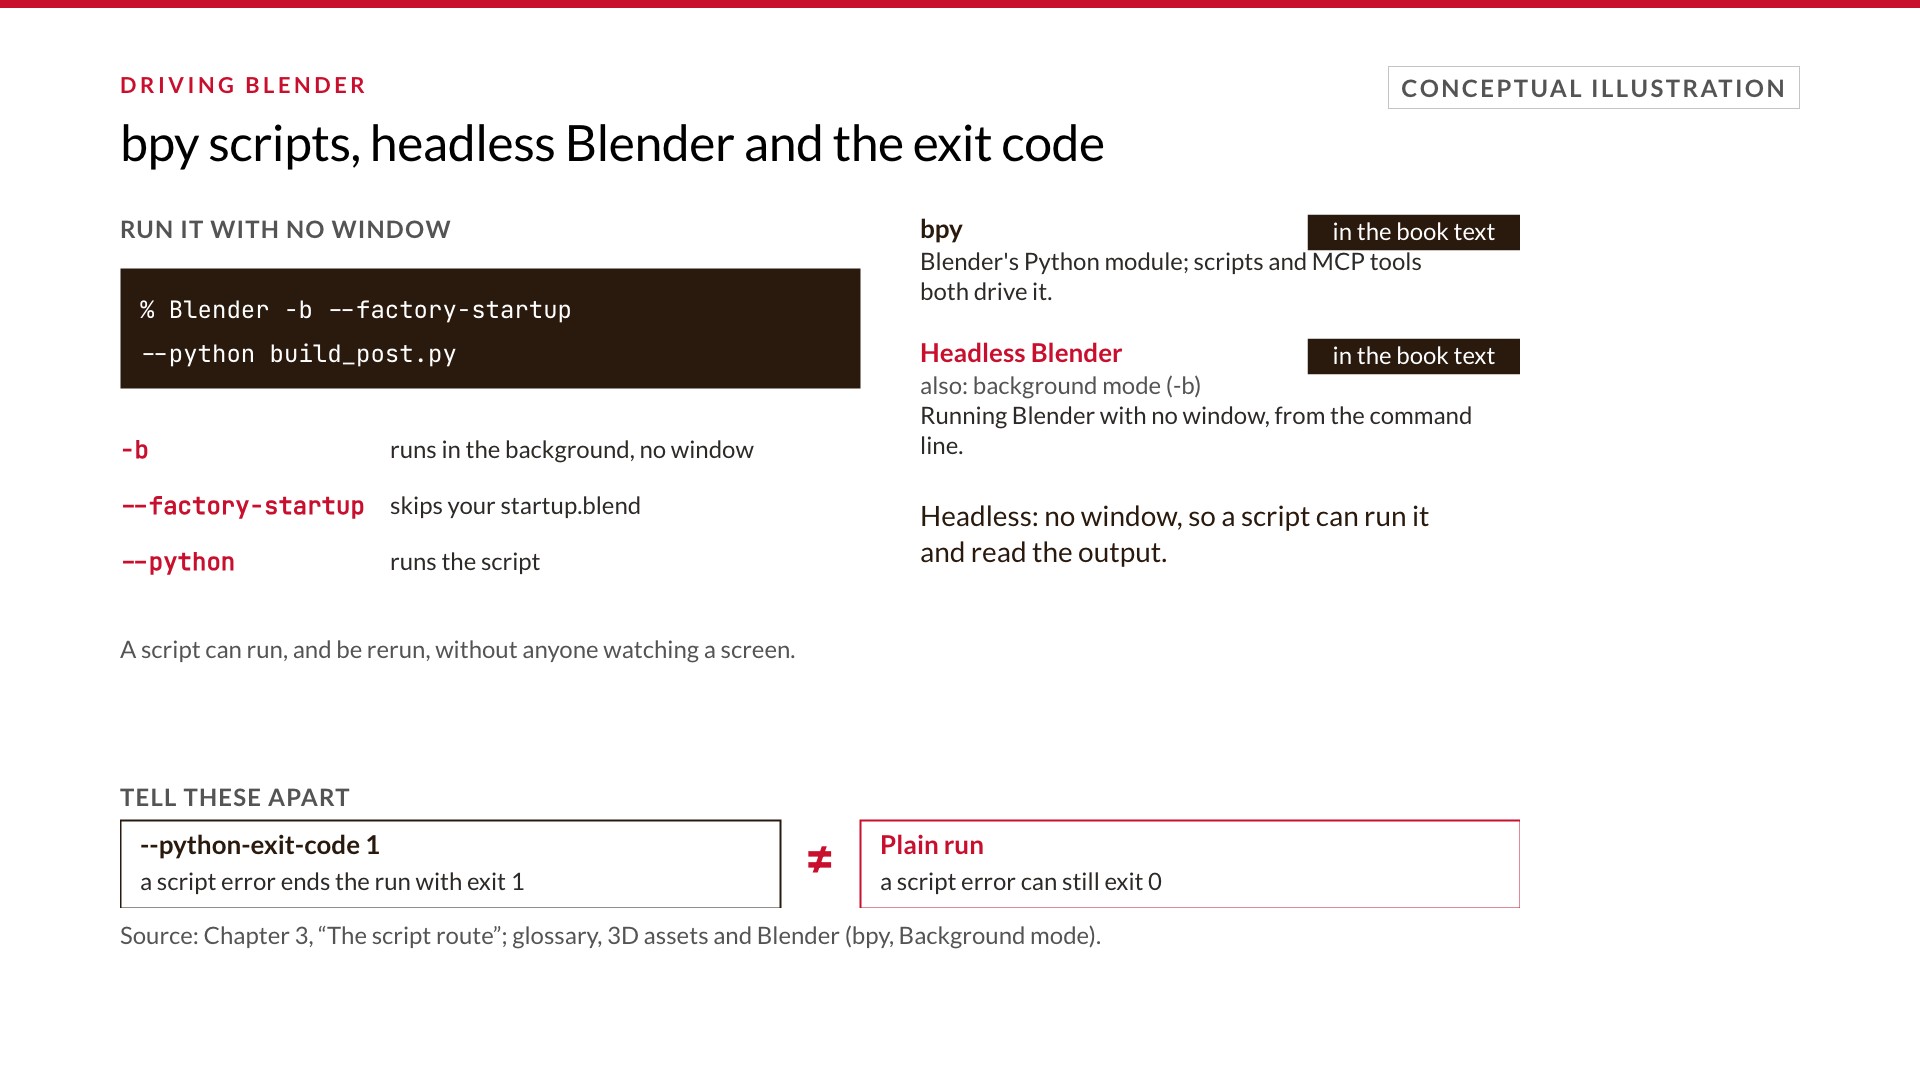 DRIVING BLENDER
CONCEPTUAL ILLUSTRATION
bpy scripts, headless Blender and the exit code
RUN IT WITH NO WINDOW
% Blender -b --factory-startup
--python build_post.py
-b runs in the background, no window
--factory-startup skips your startup.blend
--python runs the script
A script can run, and be rerun, without anyone watching a screen.
bpy
in the book text
Blender's Python module; scripts and MCP tools
both drive it.
Headless Blender
in the book text
also: background mode (-b)
Running Blender with no window, from the command
line.
Headless: no window, so a script can run it
and read the output.
TELL THESE APART
--python-exit-code 1
a script error ends the run with exit 1
≠
Plain run
a script error can still exit 0
Source: Chapter 3, “The script route”; glossary, 3D assets and Blender (bpy, Background mode).